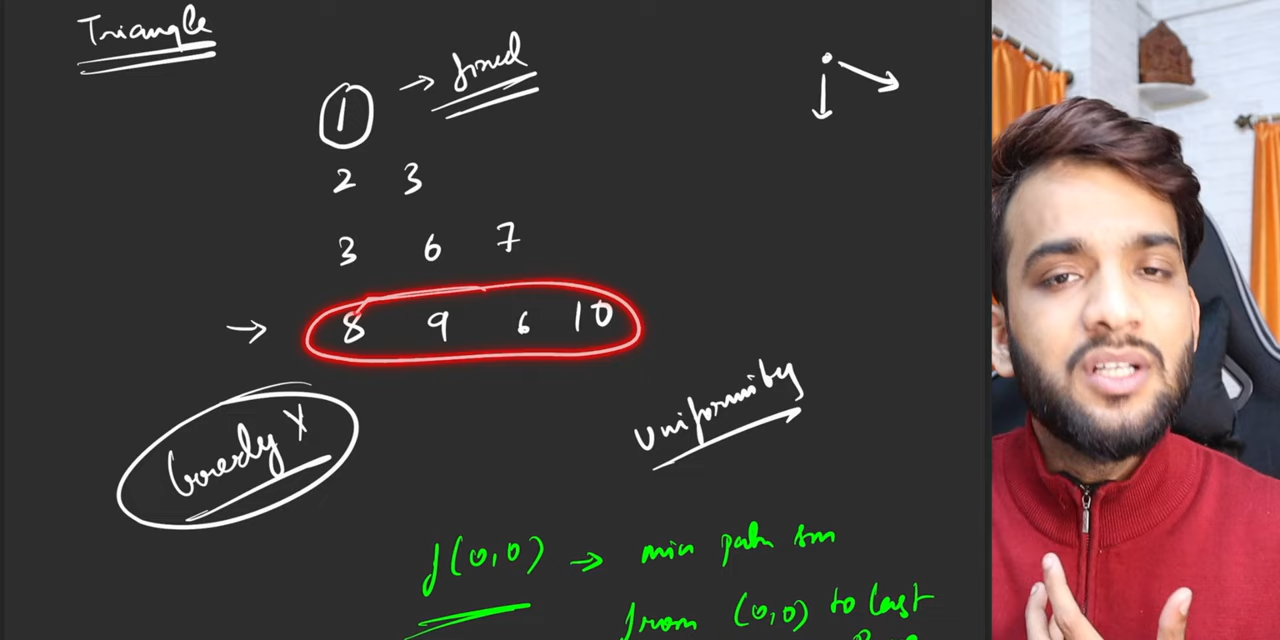 Triangle
1 → fixed
2 3
3 6 7
→ 8 9 6 10
Greedy X
Uniformity
f(0,0) → min path sum
from (0,0) to last